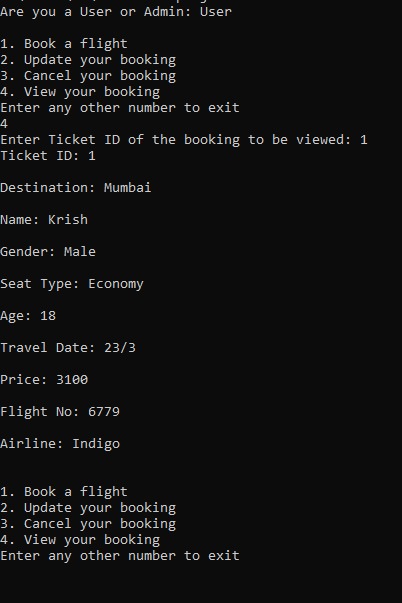 Are you a User or Admin: User
1. Book a flight
2. Update your booking
3. Cancel your booking
4. View your booking
Enter any other number to exit
4
Enter Ticket ID of the booking to be viewed: 1
Ticket ID: 1
Destination: Mumbai
Name: Krish
Gender: Male
Seat Type: Economy
Age: 18
Travel Date: 23/3
Price: 3100
Flight No: 6779
Airline: Indigo
1. Book a flight
2. Update your booking
3. Cancel your booking
4. View your booking
Enter any other number to exit